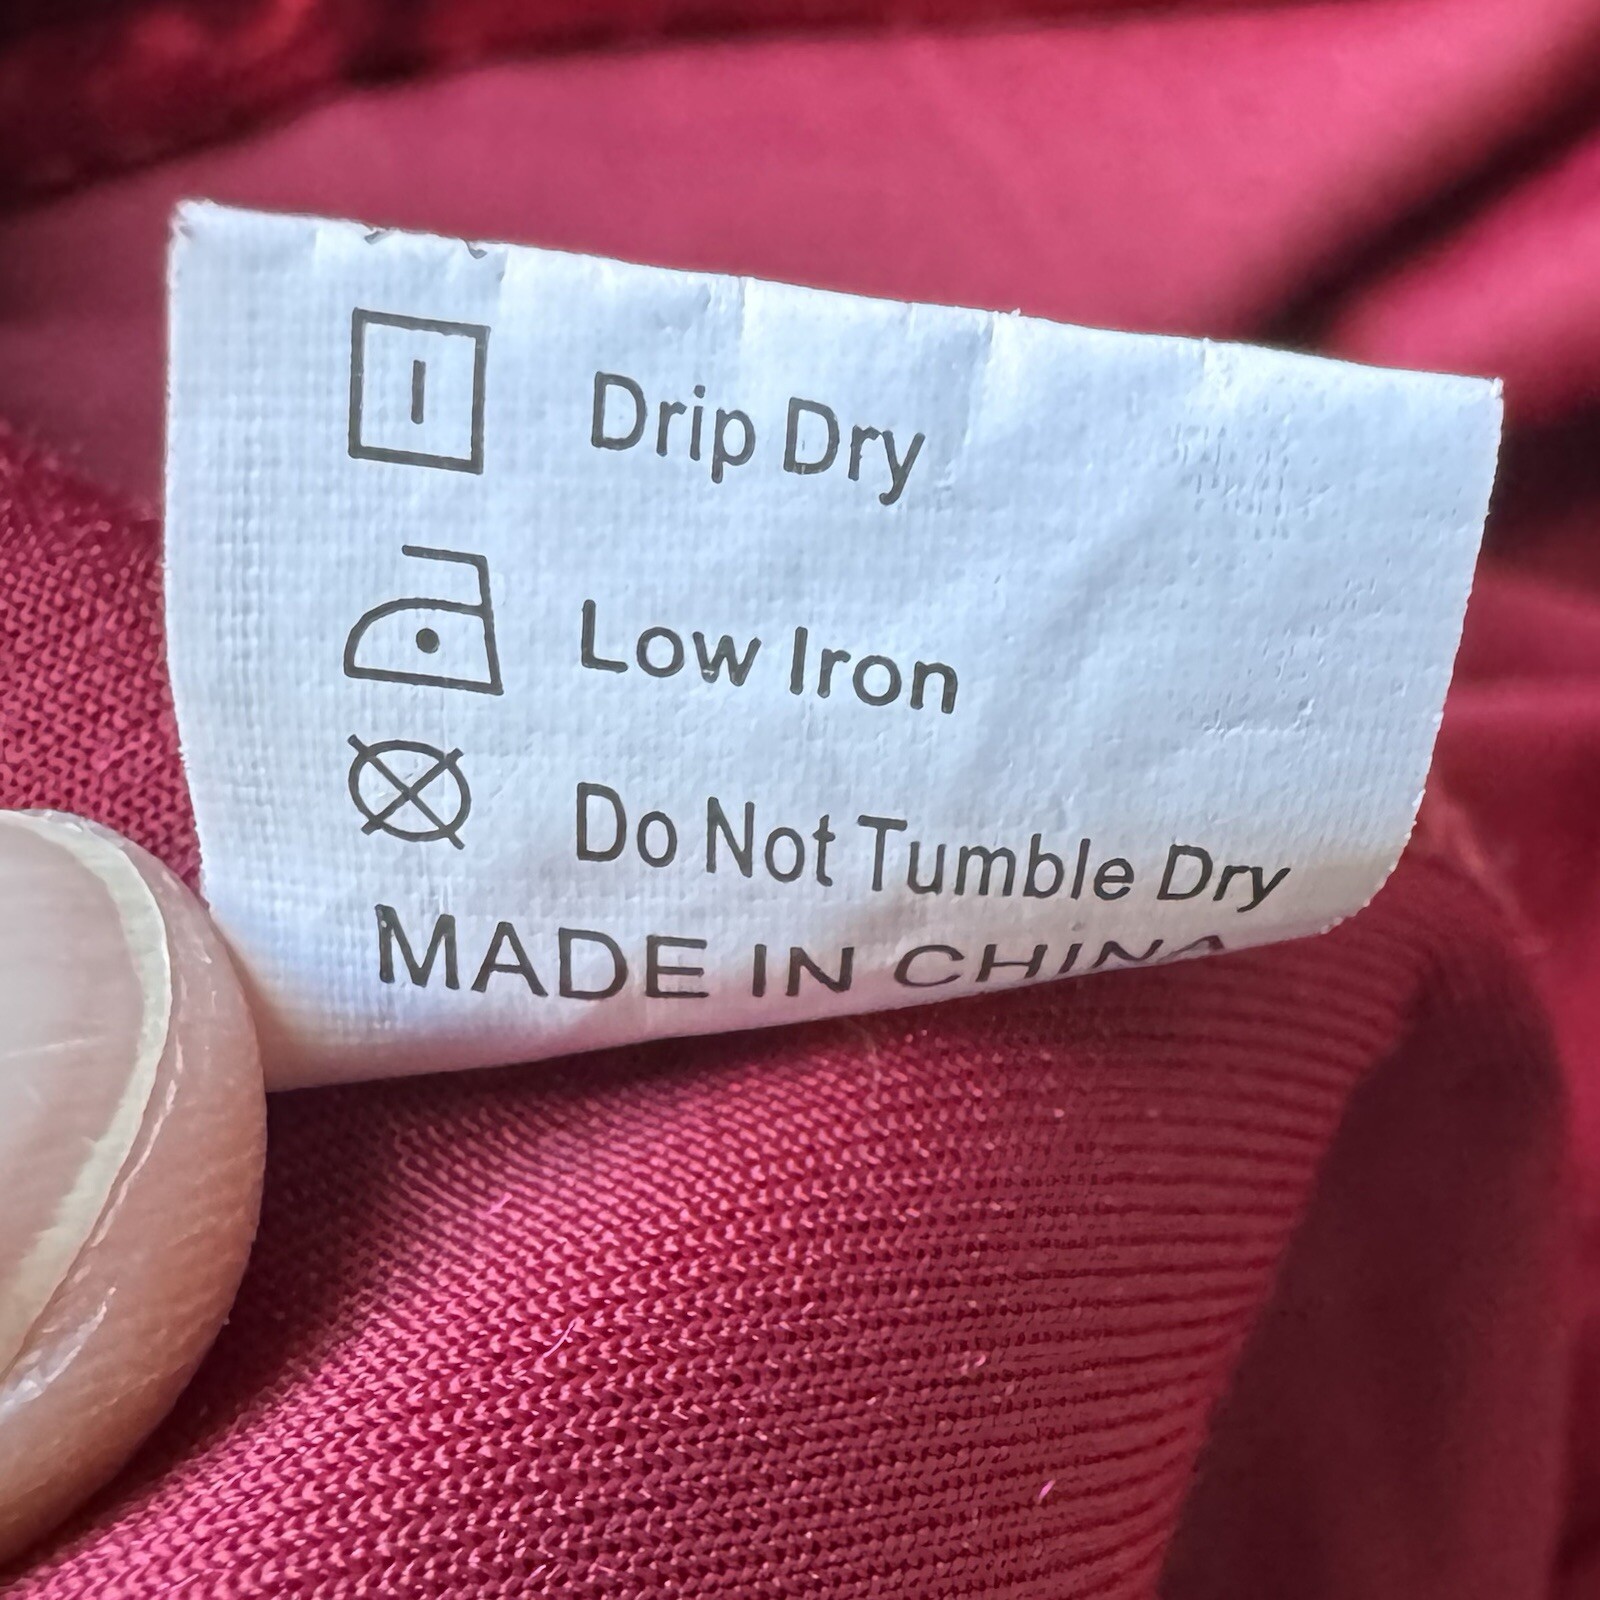 Drip Dry
Low Iron
Do Not Tumble Dry
MADE IN CHINA